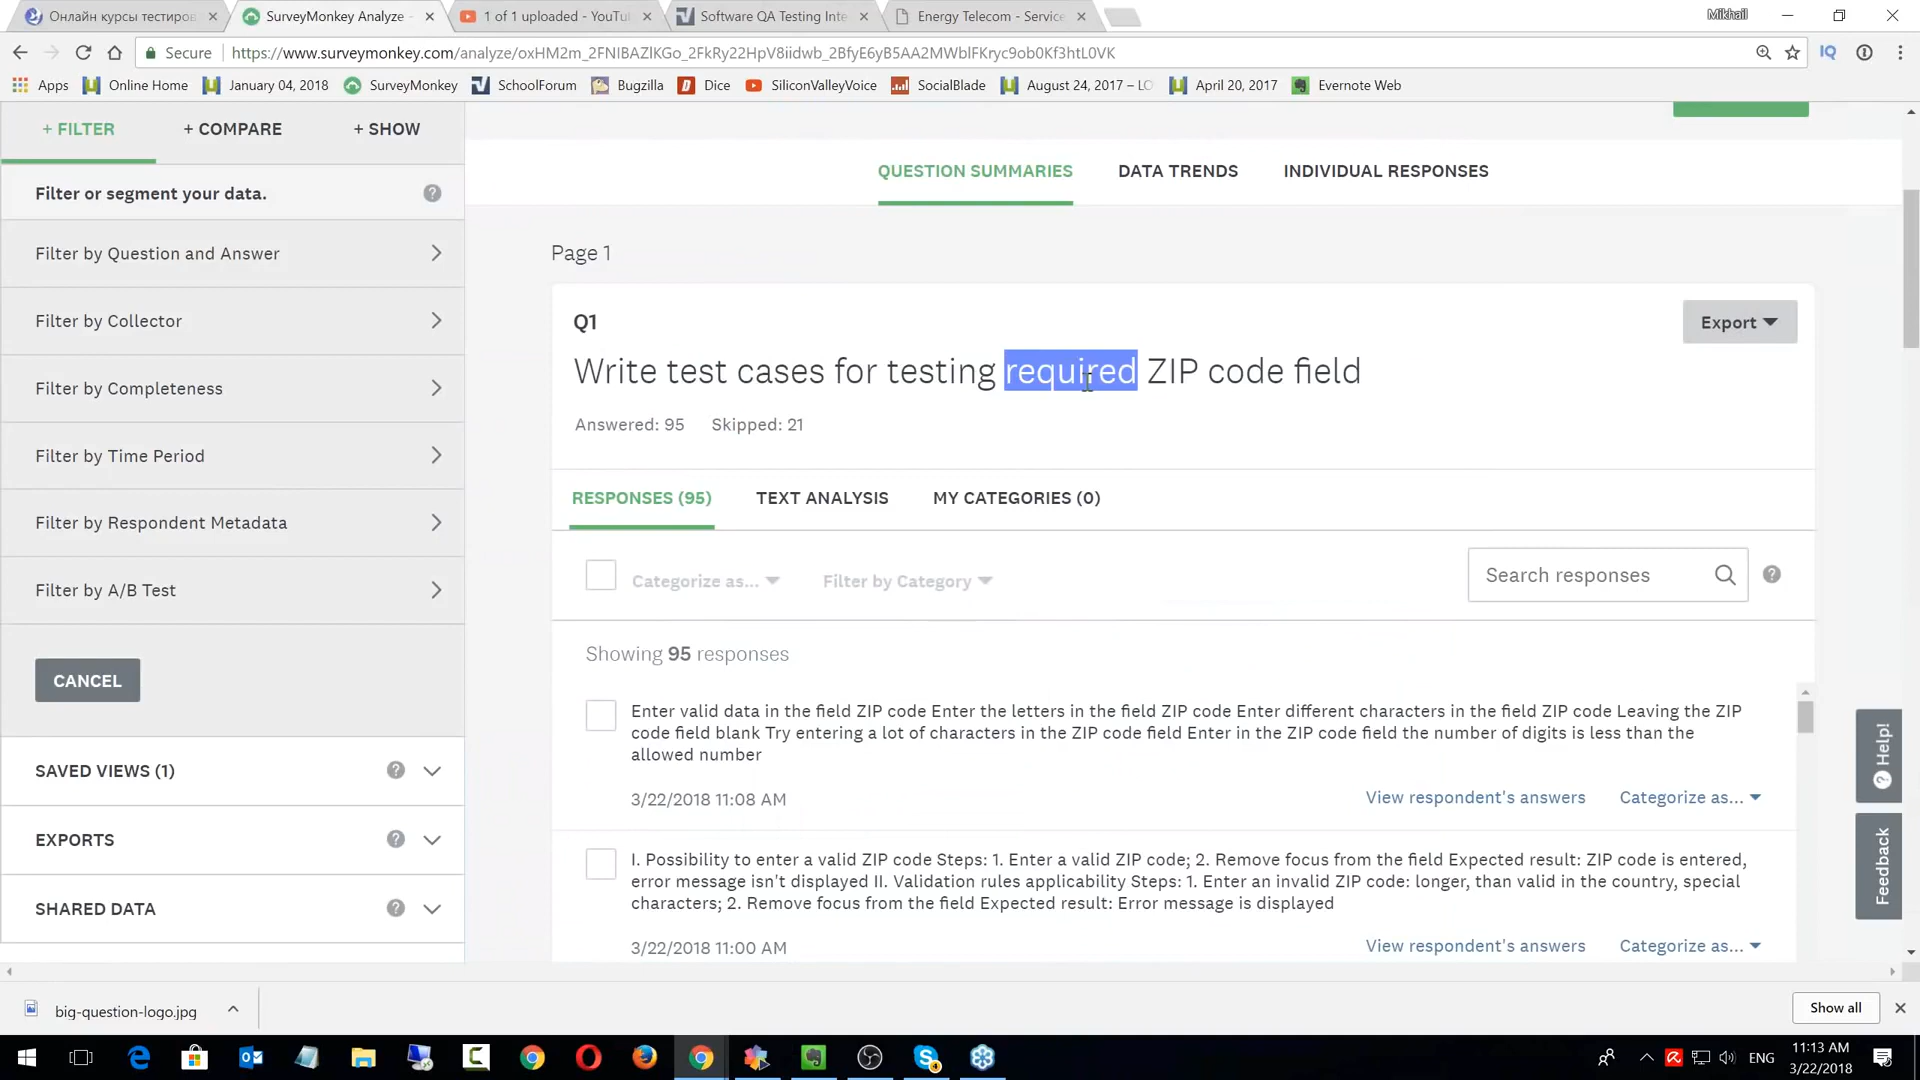 Онлайн курсы тестиров
SurveyMonkey Analyze -
1 of 1 uploaded - YouTu
Software QA Testing Inte
Energy Telecom - Service
Mikhail
Secure
https://www.surveymonkey.com/analyze/oxHM2m_2FNIBAZlKGo_2FkRy22HpV8iidwb_2BfyE6yB5AA2MWblFKryc9ob0Kf3htL0VK
IQ
Apps
Online Home
January 04, 2018
SurveyMonkey
SchoolForum
Bugzilla
Dice
SiliconValleyVoice
SocialBlade
August 24, 2017 – LO
April 20, 2017
Evernote Web
+ FILTER
+ COMPARE
+ SHOW
Filter or segment your data.
Filter by Question and Answer
Filter by Collector
Filter by Completeness
Filter by Time Period
Filter by Respondent Metadata
Filter by A/B Test
CANCEL
SAVED VIEWS (1)
EXPORTS
SHARED DATA
QUESTION SUMMARIES
DATA TRENDS
INDIVIDUAL RESPONSES
Page 1
Q1
Export
Write test cases for testing required ZIP code field
Answered: 95 Skipped: 21
RESPONSES (95)
TEXT ANALYSIS
MY CATEGORIES (0)
Categorize as...
Filter by Category
Search responses
Showing 95 responses
Enter valid data in the field ZIP code Enter the letters in the field ZIP code Enter different characters in the field ZIP code Leaving the ZIP
code field blank Try entering a lot of characters in the ZIP code field Enter in the ZIP code field the number of digits is less than the
allowed number
3/22/2018 11:08 AM
View respondent's answers
Categorize as...
I. Possibility to enter a valid ZIP code Steps: 1. Enter a valid ZIP code; 2. Remove focus from the field Expected result: ZIP code is entered,
error message isn't displayed II. Validation rules applicability Steps: 1. Enter an invalid ZIP code: longer, than valid in the country, special
characters; 2. Remove focus from the field Expected result: Error message is displayed
3/22/2018 11:00 AM
View respondent's answers
Categorize as...
Help!
Feedback
big-question-logo.jpg
Show all
ENG
11:13 AM
3/22/2018